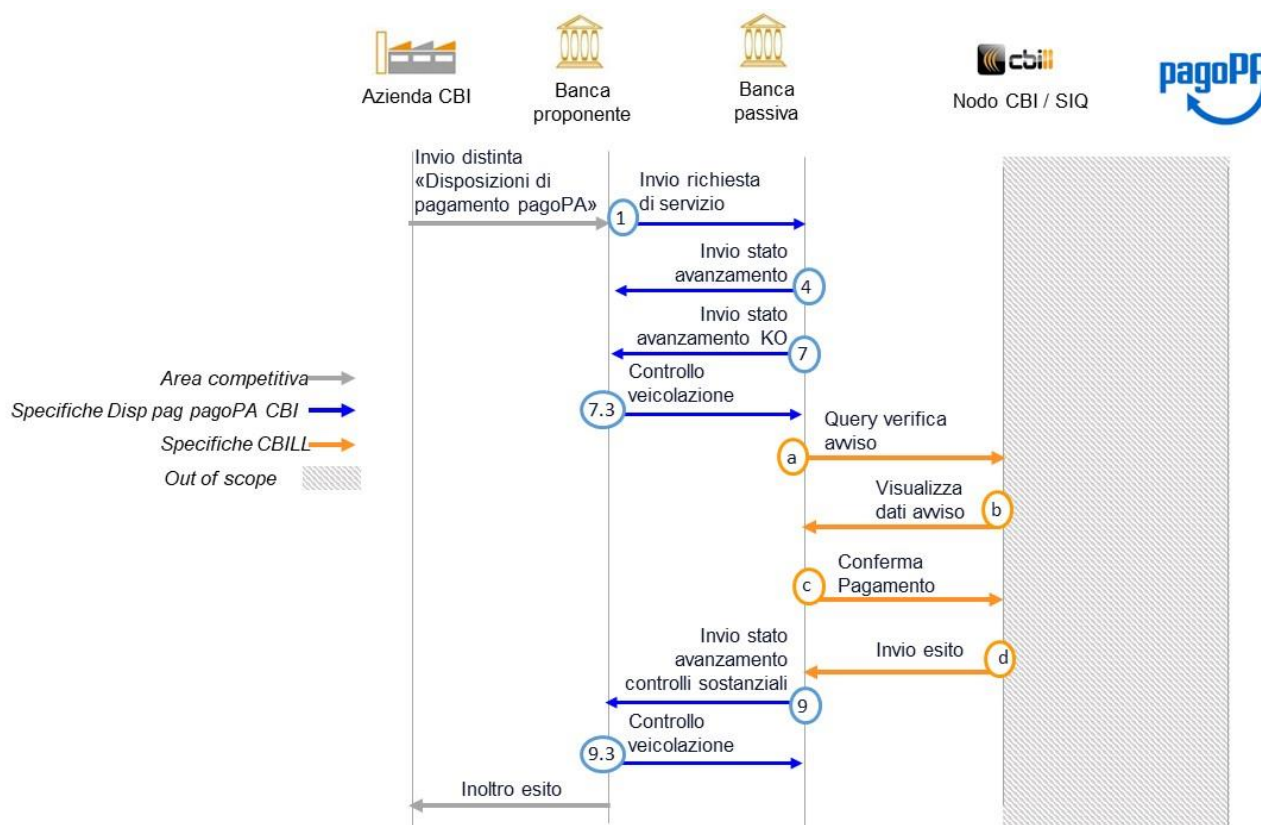 Azienda CBI
Banca
proponente
Banca
passiva
cbill
Nodo CBI / SIQ
pagoPA
Invio distinta
«Disposizioni di
pagamento pagoPA»
1
Invio richiesta
di servizio
Invio stato
avanzamento
4
Invio stato
avanzamento KO
7
Controllo
veicolazione
7.3
Query verifica
avviso
a
Visualizza
dati avviso
b
Conferma
Pagamento
c
Invio esito
d
Invio stato
avanzamento
controlli sostanziali
9
Controllo
veicolazione
9.3
Inoltro esito
Area competitiva
Specifiche Disp pag pagoPA CBI
Specifiche CBILL
Out of scope